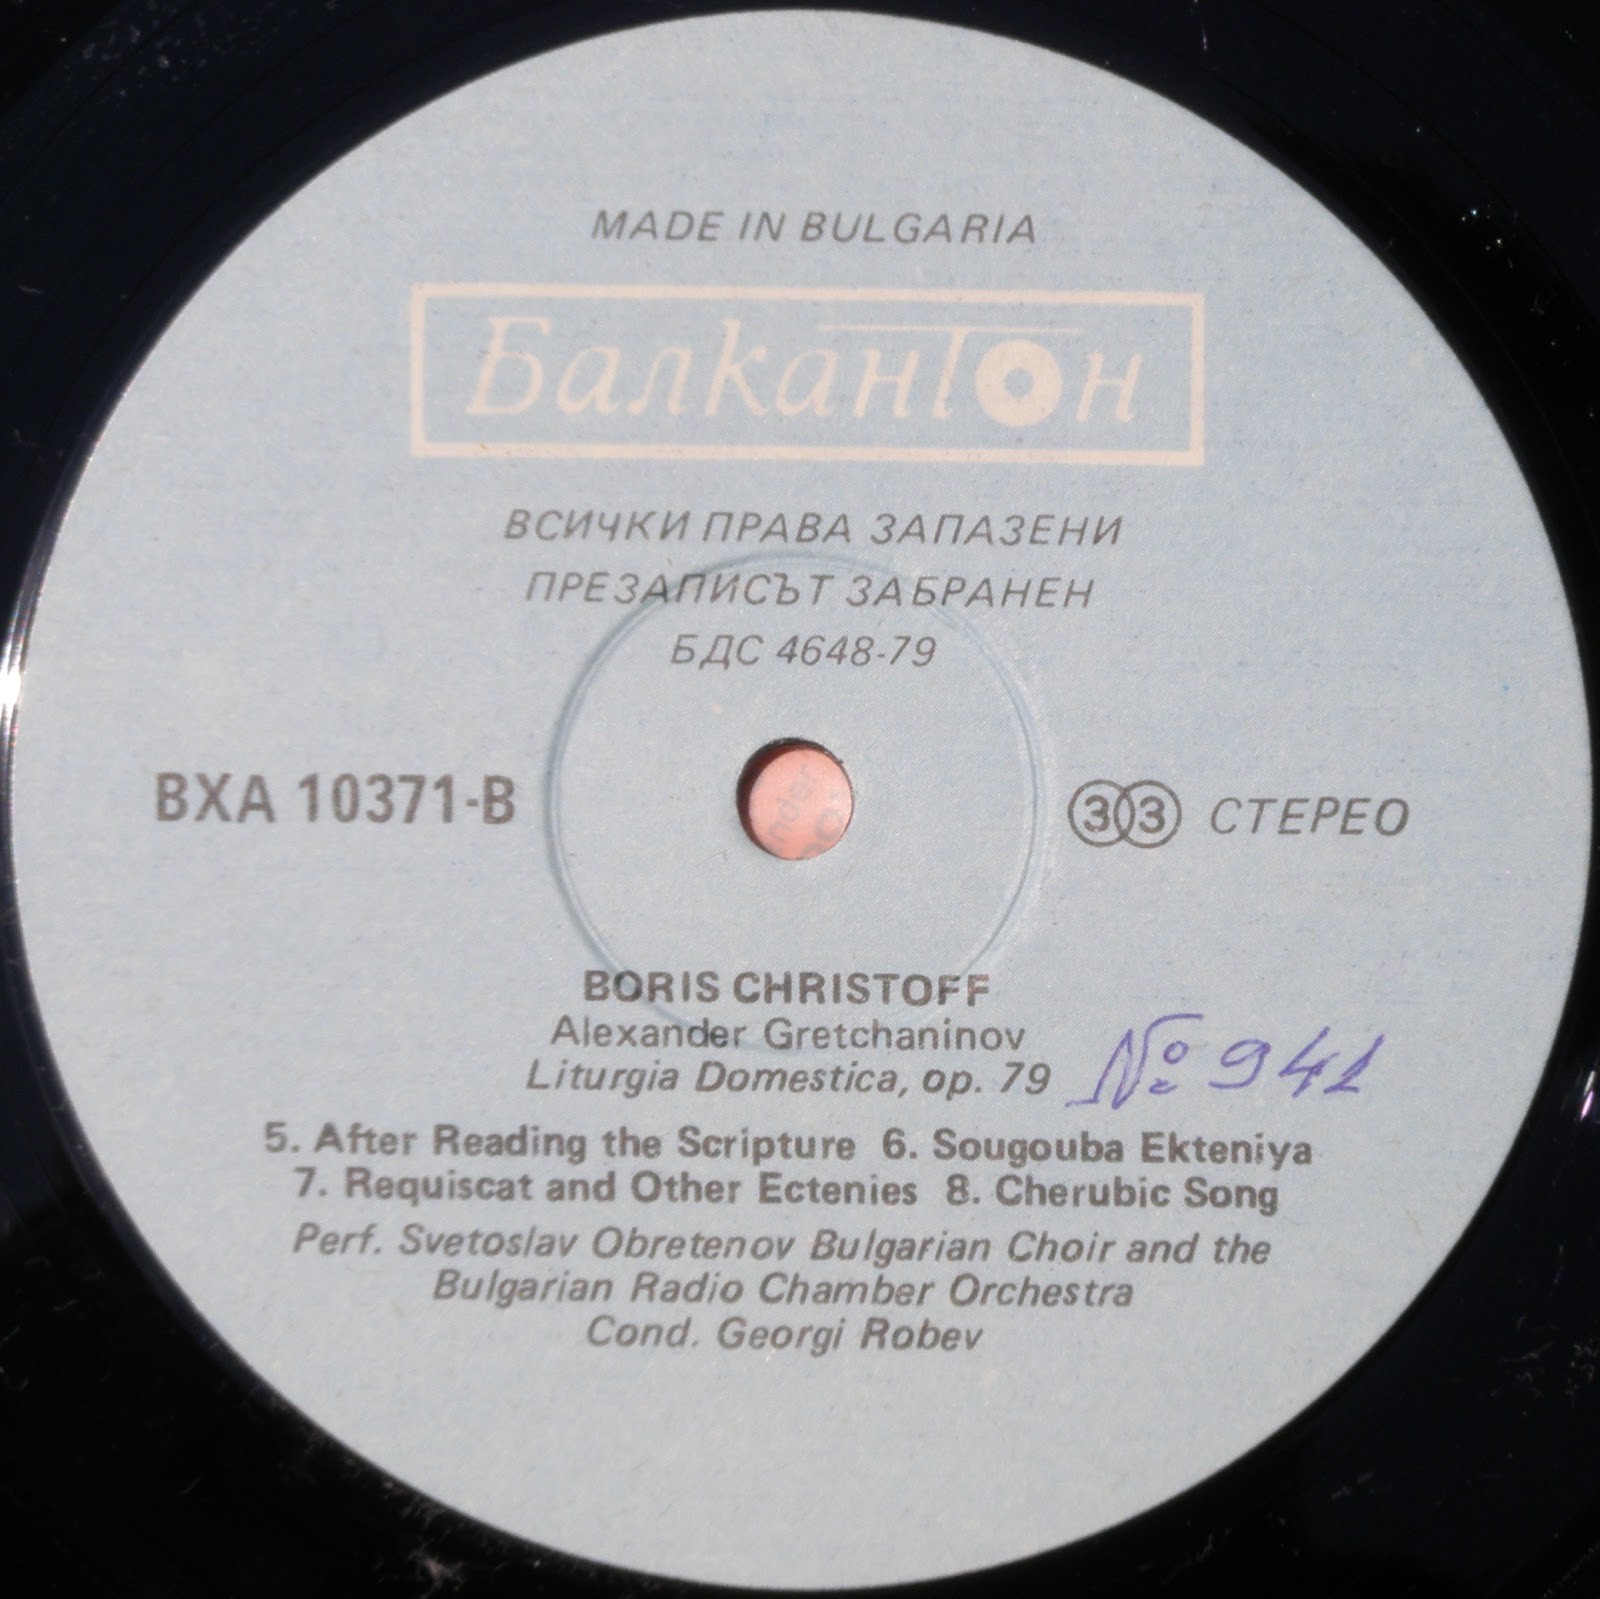 MADE IN BULGARIA
Балкантон
ВСИЧКИ ПРАВА ЗАПАЗЕНИ
ПРЕЗАПИСЪТ ЗАБРАНЕН
БДС 4648-79
ВХА 10371-В
33 СТЕРЕО
BORIS CHRISTOFF
Alexander Gretchaninov
Liturgia Domestica, op. 79
№ 941
5. After Reading the Scripture 6. Sougouba Ekteniya
7. Requiscat and Other Ectenies 8. Cherubic Song
Perf. Svetoslav Obretenov Bulgarian Choir and the
Bulgarian Radio Chamber Orchestra
Cond. Georgi Robev